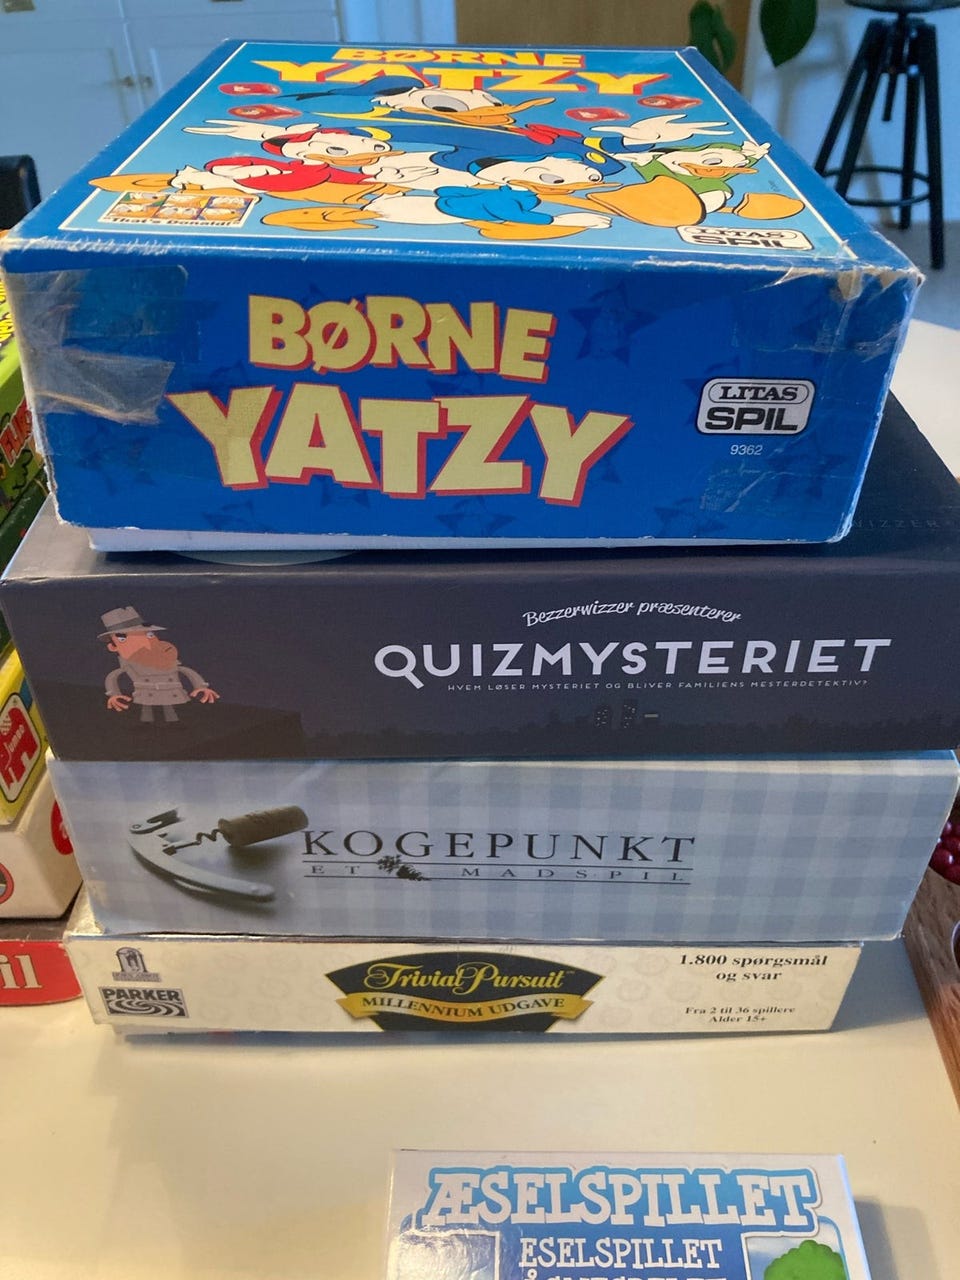 BØRNE
YATZY
LITAS
SPIL
BØRNE
YATZY
LITAS
SPIL
9362
Bezzerwizzer præsenterer
QUIZMYSTERIET
HVEM LØSER MYSTERIET OG BLIVER FAMILIENS MESTERDETEKTIV?
KOGEPUNKT
ET MADSPIL
PARKER
Trivial Pursuit
MILLENNIUM UDGAVE
1.800 spørgsmål
og svar
Fra 2 til 36 spillere
Alder 15+
Jumbo
il
ÆSELSPILLET
ESELSPILLET